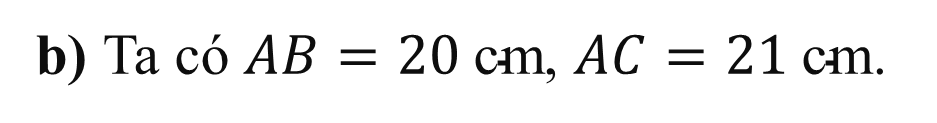 b) Ta có AB = 20 cm, AC = 21 cm.